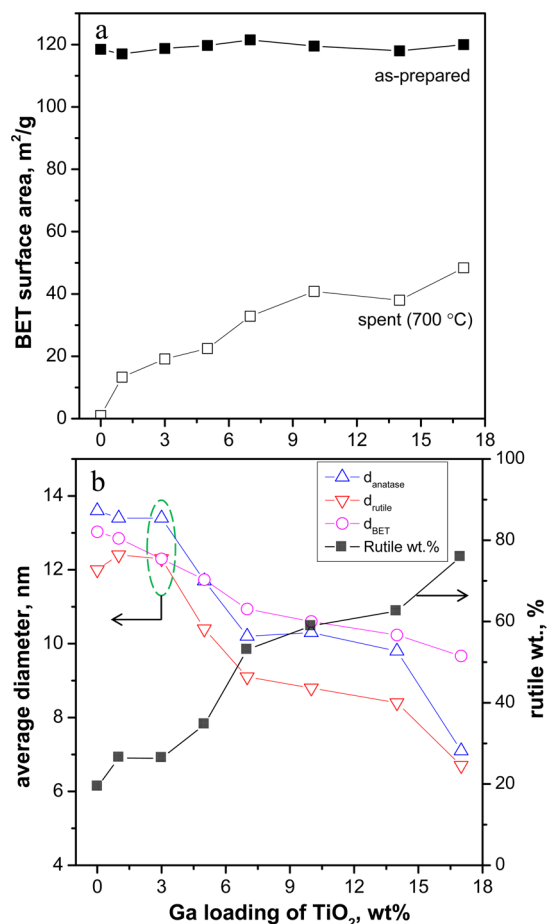 a
BET surface area, m²/g
140
120
100
80
60
40
20
0
as-prepared
spent (700 °C)
0 3 6 9 12 15 18
b
average diameter, nm
14
12
10
8
6
4
d_anatase
d_rutile
d_BET
Rutile wt.%
100
80
60
40
20
0
rutile wt., %
0 3 6 9 12 15 18
Ga loading of TiO₂, wt%